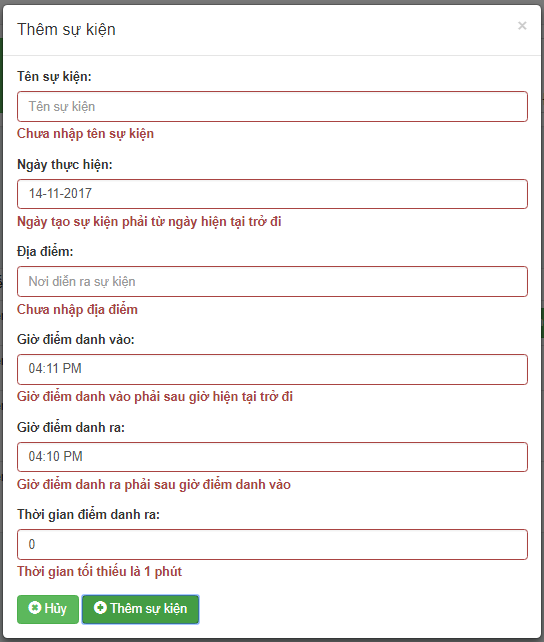 Thêm sự kiện ×
Tên sự kiện:
Tên sự kiện
Chưa nhập tên sự kiện
Ngày thực hiện:
14-11-2017
Ngày tạo sự kiện phải từ ngày hiện tại trở đi
Địa điểm:
Nơi diễn ra sự kiện
Chưa nhập địa điểm
Giờ điểm danh vào:
04:11 PM
Giờ điểm danh vào phải sau giờ hiện tại trở đi
Giờ điểm danh ra:
04:10 PM
Giờ điểm danh ra phải sau giờ điểm danh vào
Thời gian điểm danh ra:
0
Thời gian tối thiểu là 1 phút
Hủy Thêm sự kiện